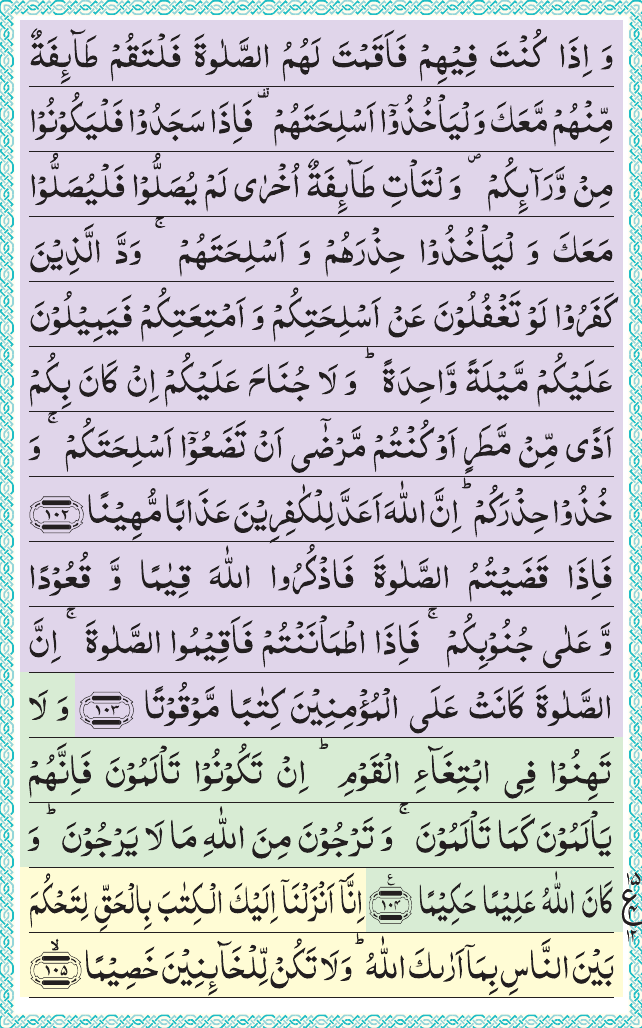 وَ اِذَا كُنْتَ فِيْهِمْ فَاَقَمْتَ لَهُمُ الصَّلٰوةَ فَلْتَقُمْ طَآىِٕفَةٌ
مِّنْهُمْ مَّعَكَ وَ لْيَاْخُذُوْۤا اَسْلِحَتَهُمْ ۫ فَاِذَا سَجَدُوْا فَلْيَكُوْنُوْا
مِنْ وَّرَآىِٕكُمْ ۪ وَ لْتَاْتِ طَآىِٕفَةٌ اُخْرٰى لَمْ يُصَلُّوْا فَلْيُصَلُّوْا
مَعَكَ وَ لْيَاْخُذُوْا حِذْرَهُمْ وَ اَسْلِحَتَهُمْ ۚ وَدَّ الَّذِيْنَ
كَفَرُوْا لَوْ تَغْفُلُوْنَ عَنْ اَسْلِحَتِكُمْ وَ اَمْتِعَتِكُمْ فَيَمِيْلُوْنَ
عَلَيْكُمْ مَّيْلَةً وَّاحِدَةً ؕ وَ لَا جُنَاحَ عَلَيْكُمْ اِنْ كَانَ بِكُمْ
اَذًى مِّنْ مَّطَرٍ اَوْ كُنْتُمْ مَّرْضٰۤى اَنْ تَضَعُوْۤا اَسْلِحَتَكُمْ ۚ وَ
خُذُوْا حِذْرَكُمْ ؕ اِنَّ اللّٰهَ اَعَدَّ لِلْكٰفِرِيْنَ عَذَابًا مُّهِيْنًا ۝۱۰۲
فَاِذَا قَضَيْتُمُ الصَّلٰوةَ فَاذْكُرُوا اللّٰهَ قِيٰمًا وَّ قُعُوْدًا
وَّ عَلٰى جُنُوْبِكُمْ ۚ فَاِذَا اطْمَاْنَنْتُمْ فَاَقِيْمُوا الصَّلٰوةَ ۚ اِنَّ
الصَّلٰوةَ كَانَتْ عَلَى الْمُؤْمِنِيْنَ كِتٰبًا مَّوْقُوْتًا ۝۱۰۳ وَ لَا
تَهِنُوْا فِى ابْتِغَآءِ الْقَوْمِ ؕ اِنْ تَكُوْنُوْا تَاْلَمُوْنَ فَاِنَّهُمْ
يَاْلَمُوْنَ كَمَا تَاْلَمُوْنَ ۚ وَ تَرْجُوْنَ مِنَ اللّٰهِ مَا لَا يَرْجُوْنَ ؕ وَ
كَانَ اللّٰهُ عَلِيْمًا حَكِيْمًا ۝۱۰۴ ع اِنَّاۤ اَنْزَلْنَاۤ اِلَيْكَ الْكِتٰبَ بِالْحَقِّ لِتَحْكُمَ
۱۵ ع ۱۲
بَيْنَ النَّاسِ بِمَاۤ اَرٰىكَ اللّٰهُ ؕ وَ لَا تَكُنْ لِّلْخَآىِٕنِيْنَ خَصِيْمًا ۙ۝۱۰۵